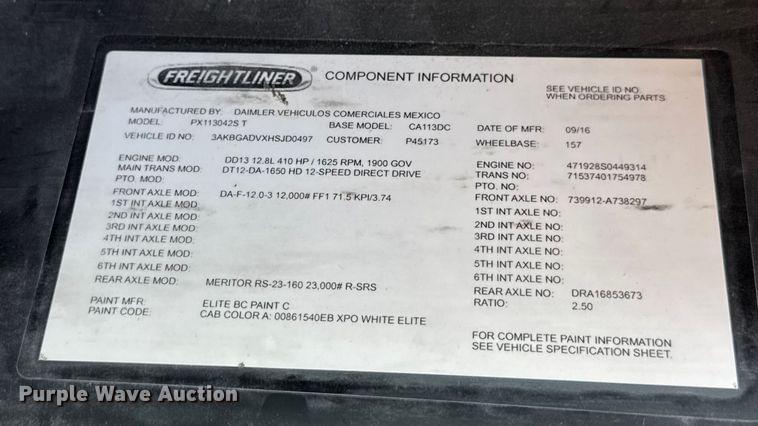 FREIGHTLINER
COMPONENT INFORMATION
SEE VEHICLE ID NO.
WHEN ORDERING PARTS
MANUFACTURED BY: DAIMLER VEHICULOS COMERCIALES MEXICO
MODEL: PX113042S T BASE MODEL: CA113DC DATE OF MFR: 09/16
VEHICLE ID NO: 3AKBGADVXHSJD0497 CUSTOMER: P45173 WHEELBASE: 157
ENGINE MOD: DD13 12.8L 410 HP / 1625 RPM, 1900 GOV ENGINE NO: 471928S0449314
MAIN TRANS MOD: DT12-DA-1650 HD 12-SPEED DIRECT DRIVE TRANS NO: 71537401754978
PTO. MOD: PTO. NO:
FRONT AXLE MOD: DA-F-12.0-3 12,000# FF1 71.5 KPI/3.74 FRONT AXLE NO: 739912-A738297
1ST INT AXLE MOD: 1ST INT AXLE NO:
2ND INT AXLE MOD: 2ND INT AXLE NO:
3RD INT AXLE MOD: 3RD INT AXLE NO:
4TH INT AXLE MOD: 4TH INT AXLE NO:
5TH INT AXLE MOD: 5TH INT AXLE NO:
6TH INT AXLE MOD: 6TH INT AXLE NO:
REAR AXLE MOD: MERITOR RS-23-160 23,000# R-SRS REAR AXLE NO: DRA16853673
RATIO: 2.50
PAINT MFR: ELITE BC PAINT C
PAINT CODE: CAB COLOR A: 00861540EB XPO WHITE ELITE
FOR COMPLETE PAINT INFORMATION
SEE VEHICLE SPECIFICATION SHEET.
Purple Wave Auction